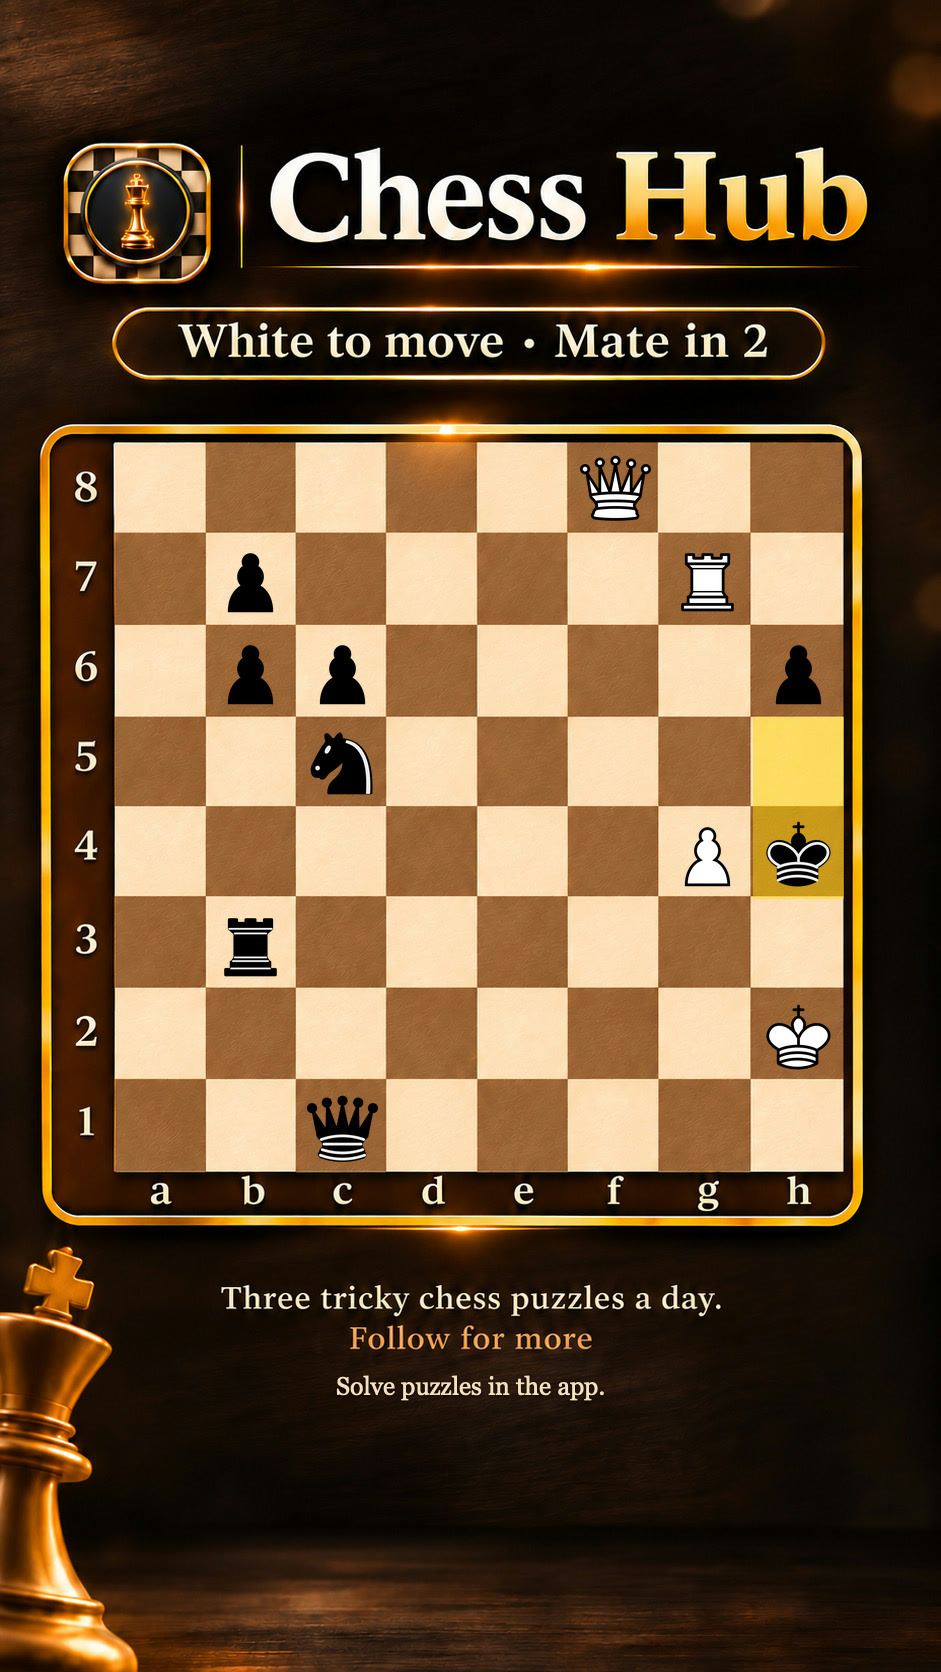 Chess Hub
White to move • Mate in 2
8
7
6
5
4
3
2
1
a b c d e f g h
Three tricky chess puzzles a day.
Follow for more
Solve puzzles in the app.